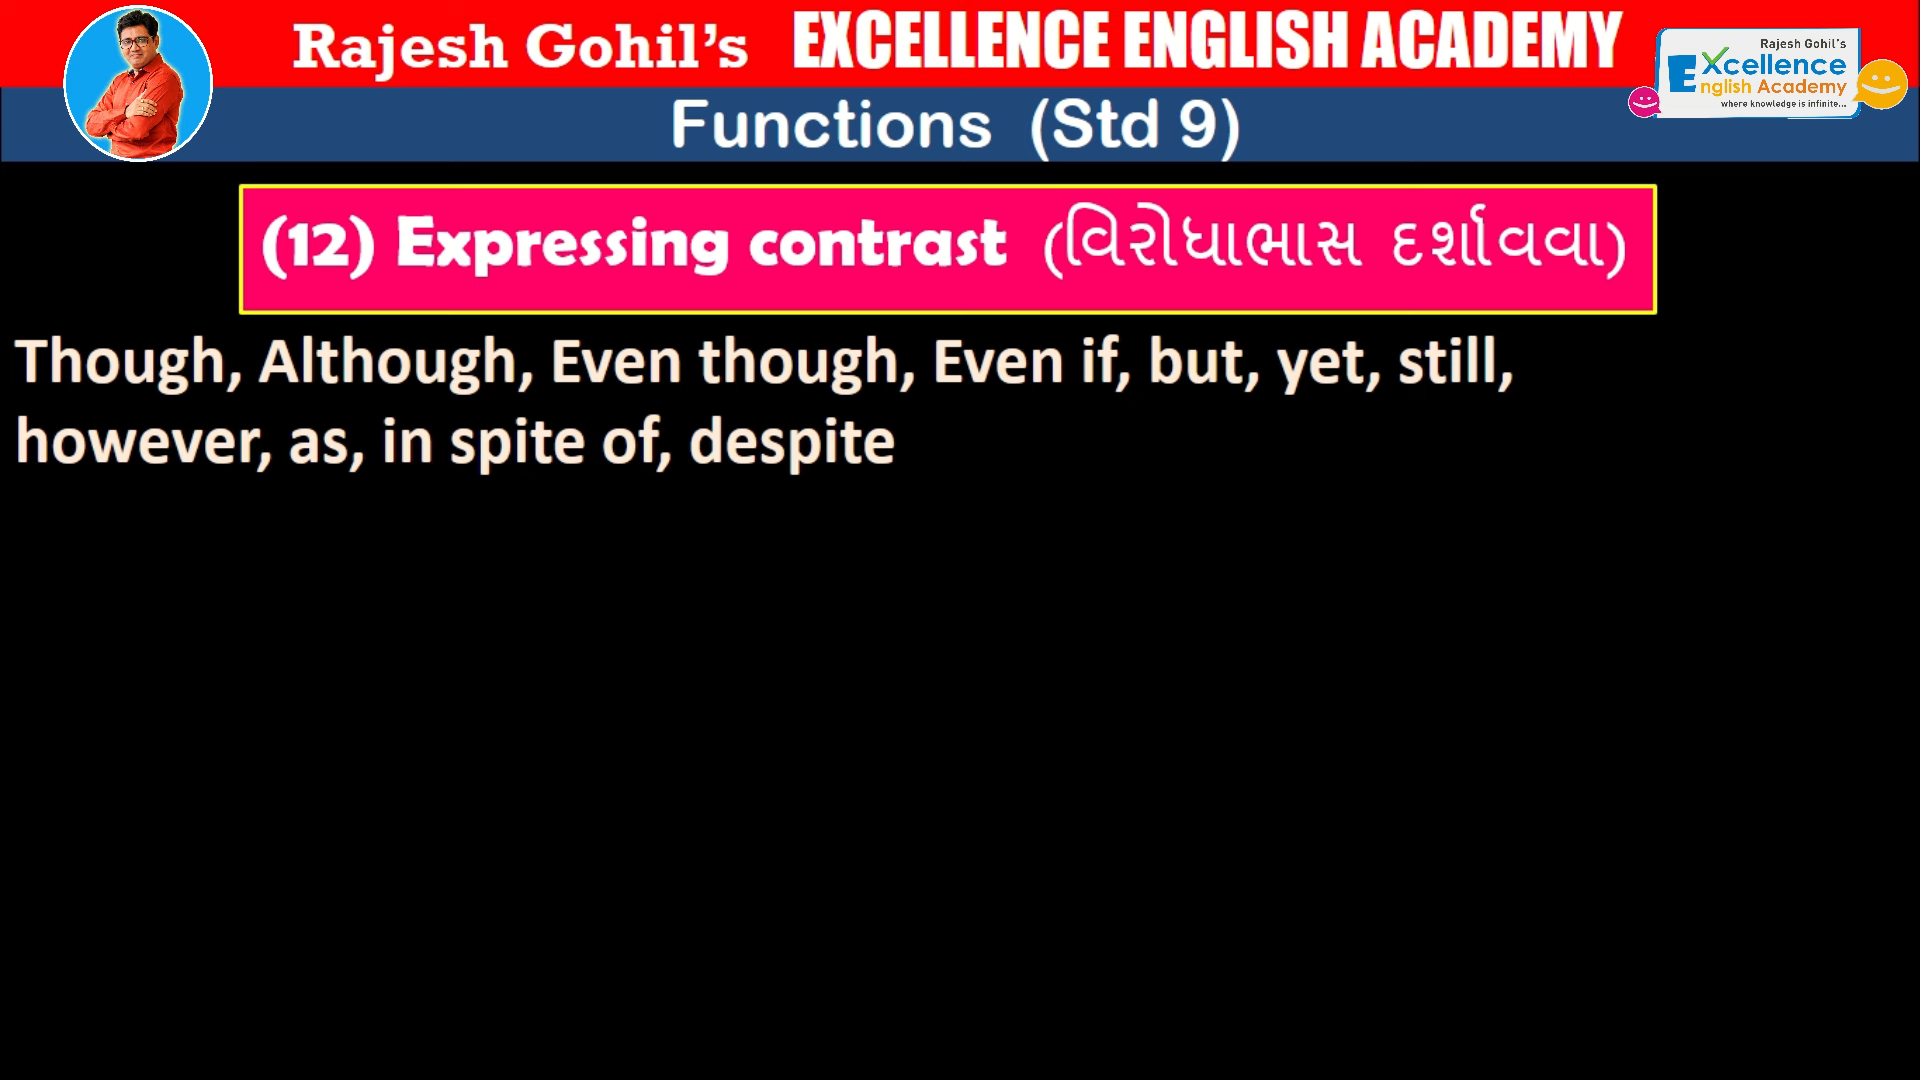 Rajesh Gohil’s EXCELLENCE ENGLISH ACADEMY
Rajesh Gohil's
Excellence
English Academy
where knowledge is infinite...
Functions (Std 9)
(12) Expressing contrast (વિરોધાભાસ દર્શાવવા)
Though, Although, Even though, Even if, but, yet, still,
however, as, in spite of, despite